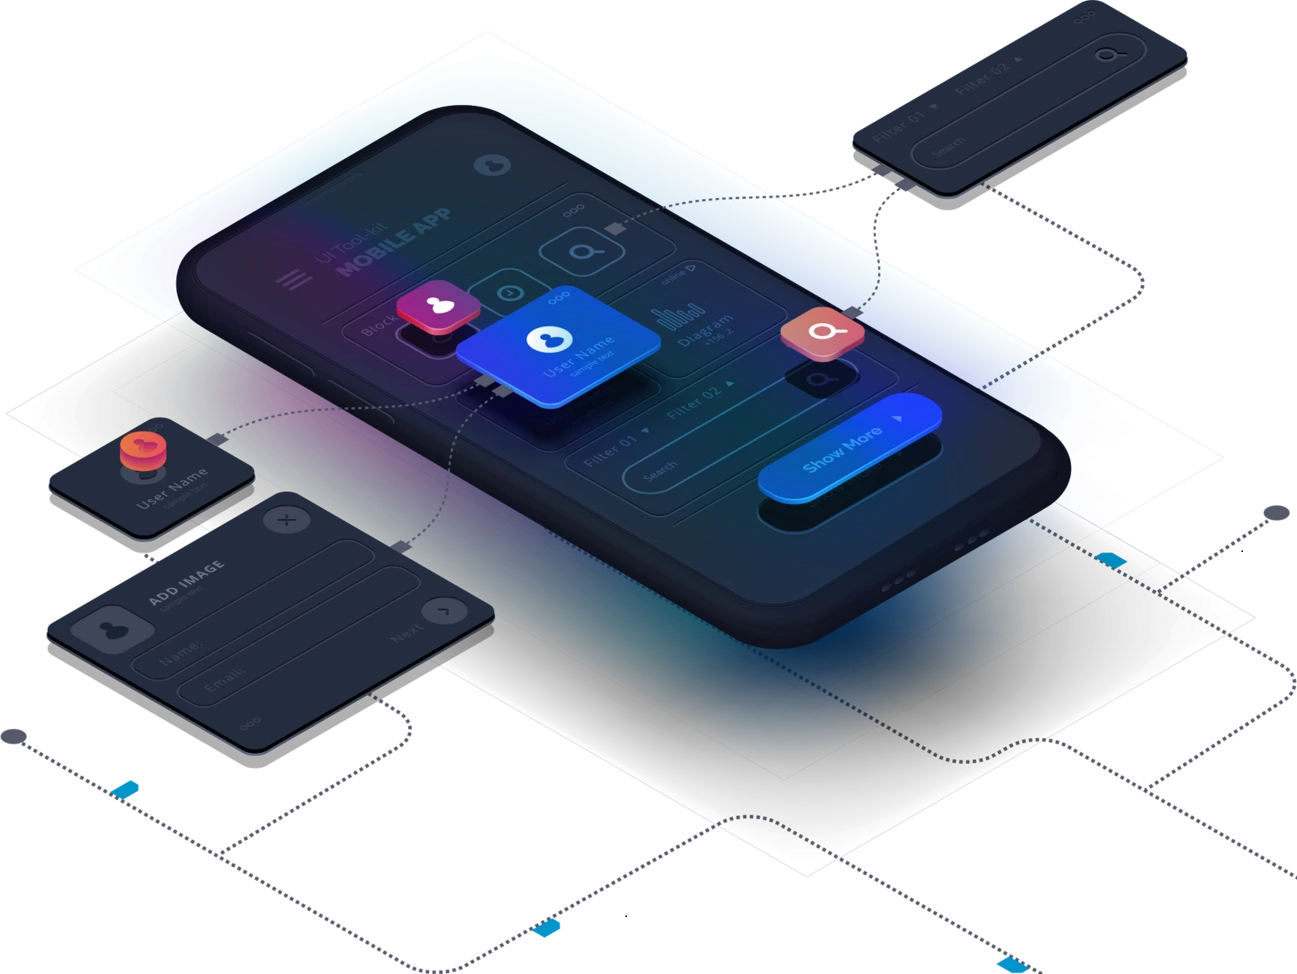 Filter 01
Filter 02
Search
UI Tool-kit
MOBILE APP
Block
online
Diagram
+156.2
User Name
sample text
Filter 01
Filter 02
Search
Show More
User Name
sample text
ADD IMAGE
sample text
Name:
Email:
Next